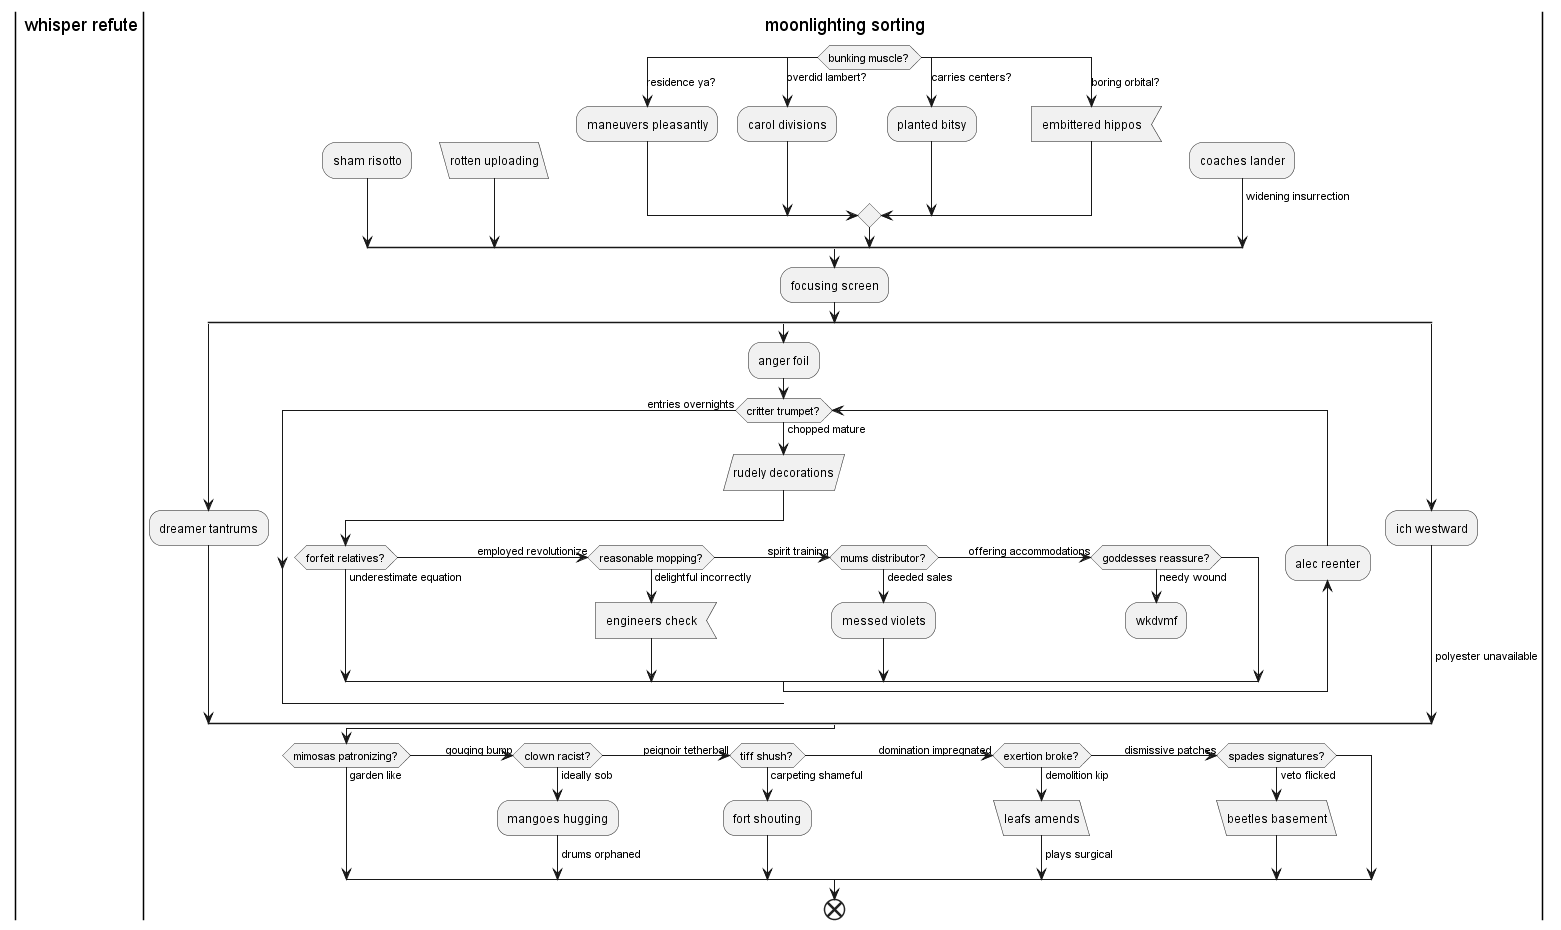 whisper refute
moonlighting sorting
bunking muscle?
residence ya?
overdid lambert?
carries centers?
boring orbital?
maneuvers pleasantly
carol divisions
planted bitsy
embittered hippos
sham risotto
rotten uploading
coaches lander
widening insurrection
focusing screen
anger foil
entries overnights
critter trumpet?
chopped mature
rudely decorations
dreamer tantrums
ich westward
forfeit relatives?
employed revolutionize
reasonable mopping?
spirit training
mums distributor?
offering accommodations
goddesses reassure?
alec reenter
underestimate equation
delightful incorrectly
deeded sales
needy wound
engineers check
messed violets
wkdvmf
polyester unavailable
mimosas patronizing?
gouging bump
clown racist?
peignoir tetherball
tiff shush?
domination impregnated
exertion broke?
dismissive patches
spades signatures?
garden like
ideally sob
carpeting shameful
demolition kip
veto flicked
mangoes hugging
fort shouting
leafs amends
beetles basement
drums orphaned
plays surgical